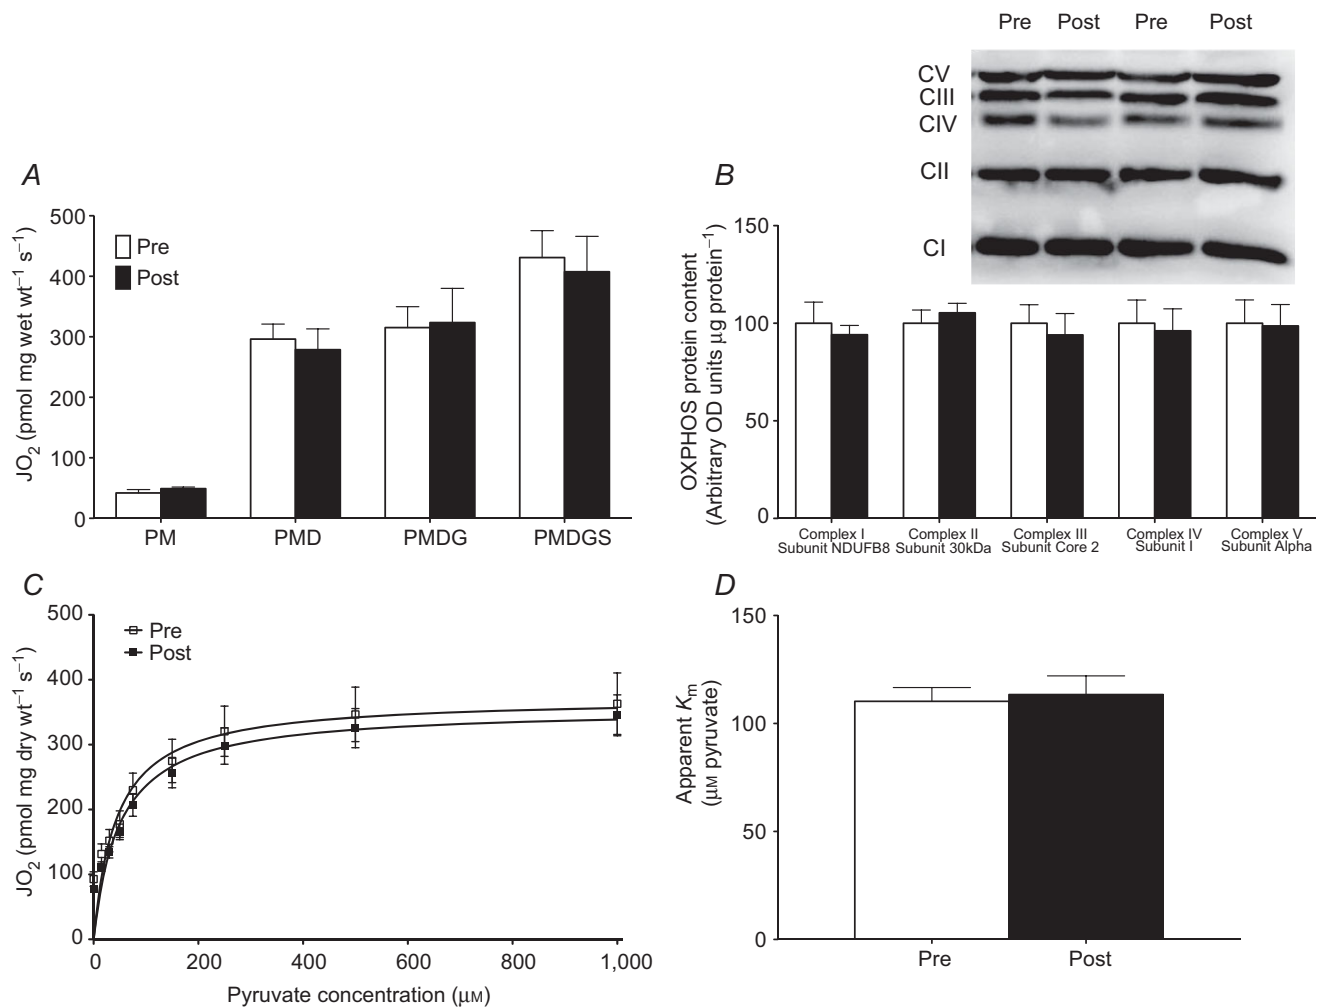 Pre Post Pre Post
CV
CIII
CIV
CII
CI
A
500
400
300
200
100
0
JO2 (pmol mg wet wt−1 s−1)
Pre
Post
PM PMD PMDG PMDGS
B
150
100
50
0
OXPHOS protein content
(Arbitrary OD units μg protein−1)
Complex I
Subunit NDUFB8
Complex II
Subunit 30kDa
Complex III
Subunit Core 2
Complex IV
Subunit I
Complex V
Subunit Alpha
C
500
400
300
200
100
0
JO2 (pmol mg dry wt−1 s−1)
Pre
Post
0 200 400 600 800 1,000
Pyruvate concentration (μM)
D
150
100
50
0
Apparent Km
(μM pyruvate)
Pre Post